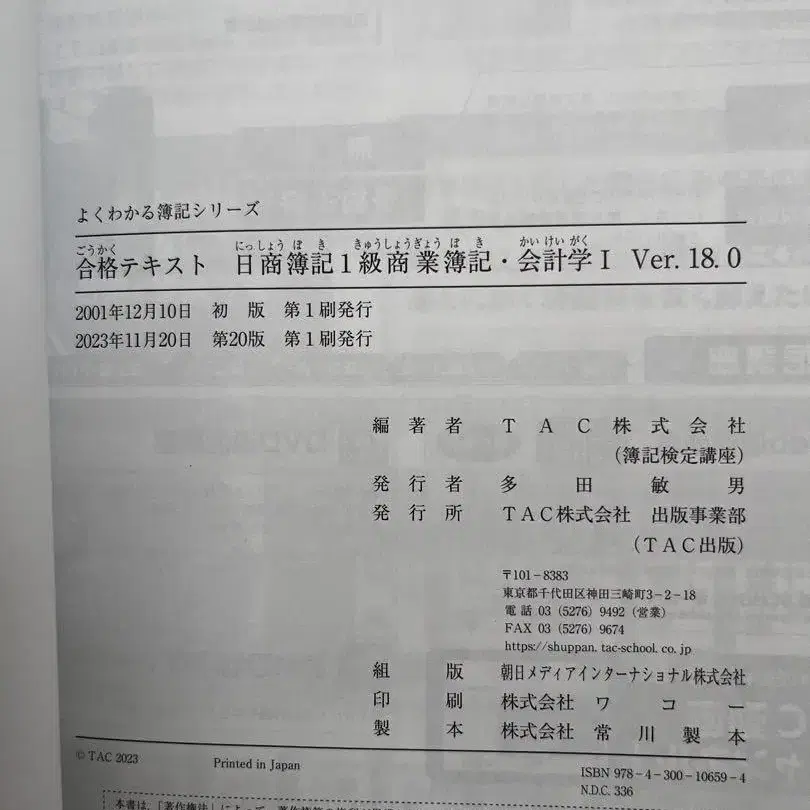 よくわかる簿記シリーズ
ごうかく にっしょう ぼ き きゅうしょうぎょう ぼ き かい けい がく
合格テキスト 日商簿記1級商業簿記・会計学Ⅰ Ver. 18.0
2001年12月10日 初 版 第1刷発行
2023年11月20日 第20版 第1刷発行
編著者 TAC株式会社
(簿記検定講座)
発行者 多田敏男
発行所 TAC株式会社 出版事業部
(TAC出版)
〒101-8383
東京都千代田区神田三崎町3-2-18
電話 03 (5276) 9492 (営業)
FAX 03 (5276) 9674
https://shuppan.tac-school.co.jp
組版 朝日メディアインターナショナル株式会社
印刷 株式会社 ワコー
製本 株式会社 常川製本
© TAC 2023 Printed in Japan
ISBN 978-4-300-10659-4
N.D.C. 336
本書は,「著作権法」によって,